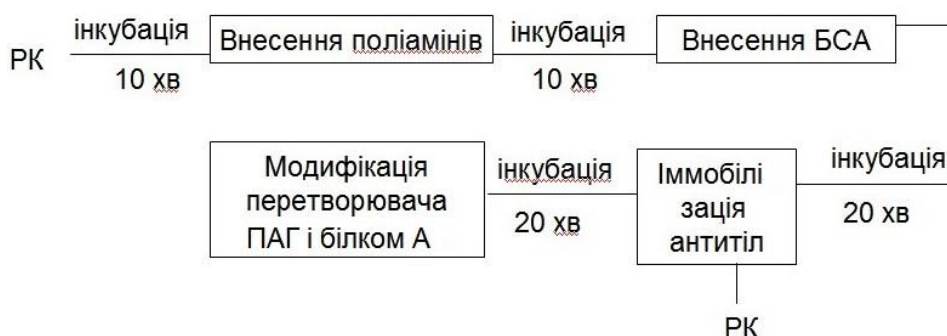 РК
інкубація
10 хв
Внесення поліамінів
інкубація
10 хв
Внесення БСА
Модифікація
перетворювача
ПАГ і білком А
інкубація
20 хв
Іммобілі
зація
антитіл
інкубація
20 хв
РК